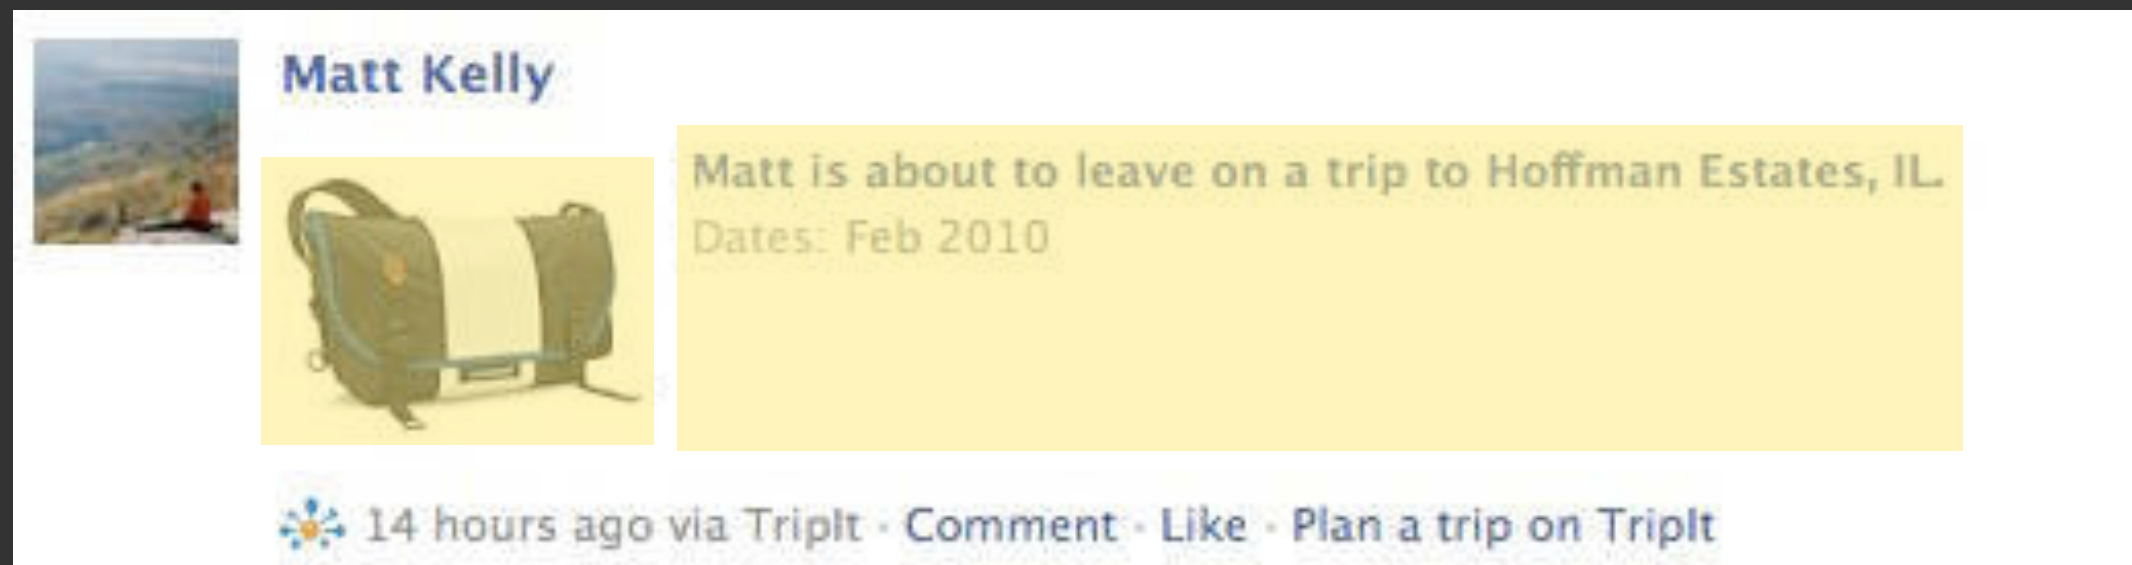 Matt Kelly
Matt is about to leave on a trip to Hoffman Estates, IL.
Dates: Feb 2010
14 hours ago via TripIt · Comment · Like · Plan a trip on TripIt